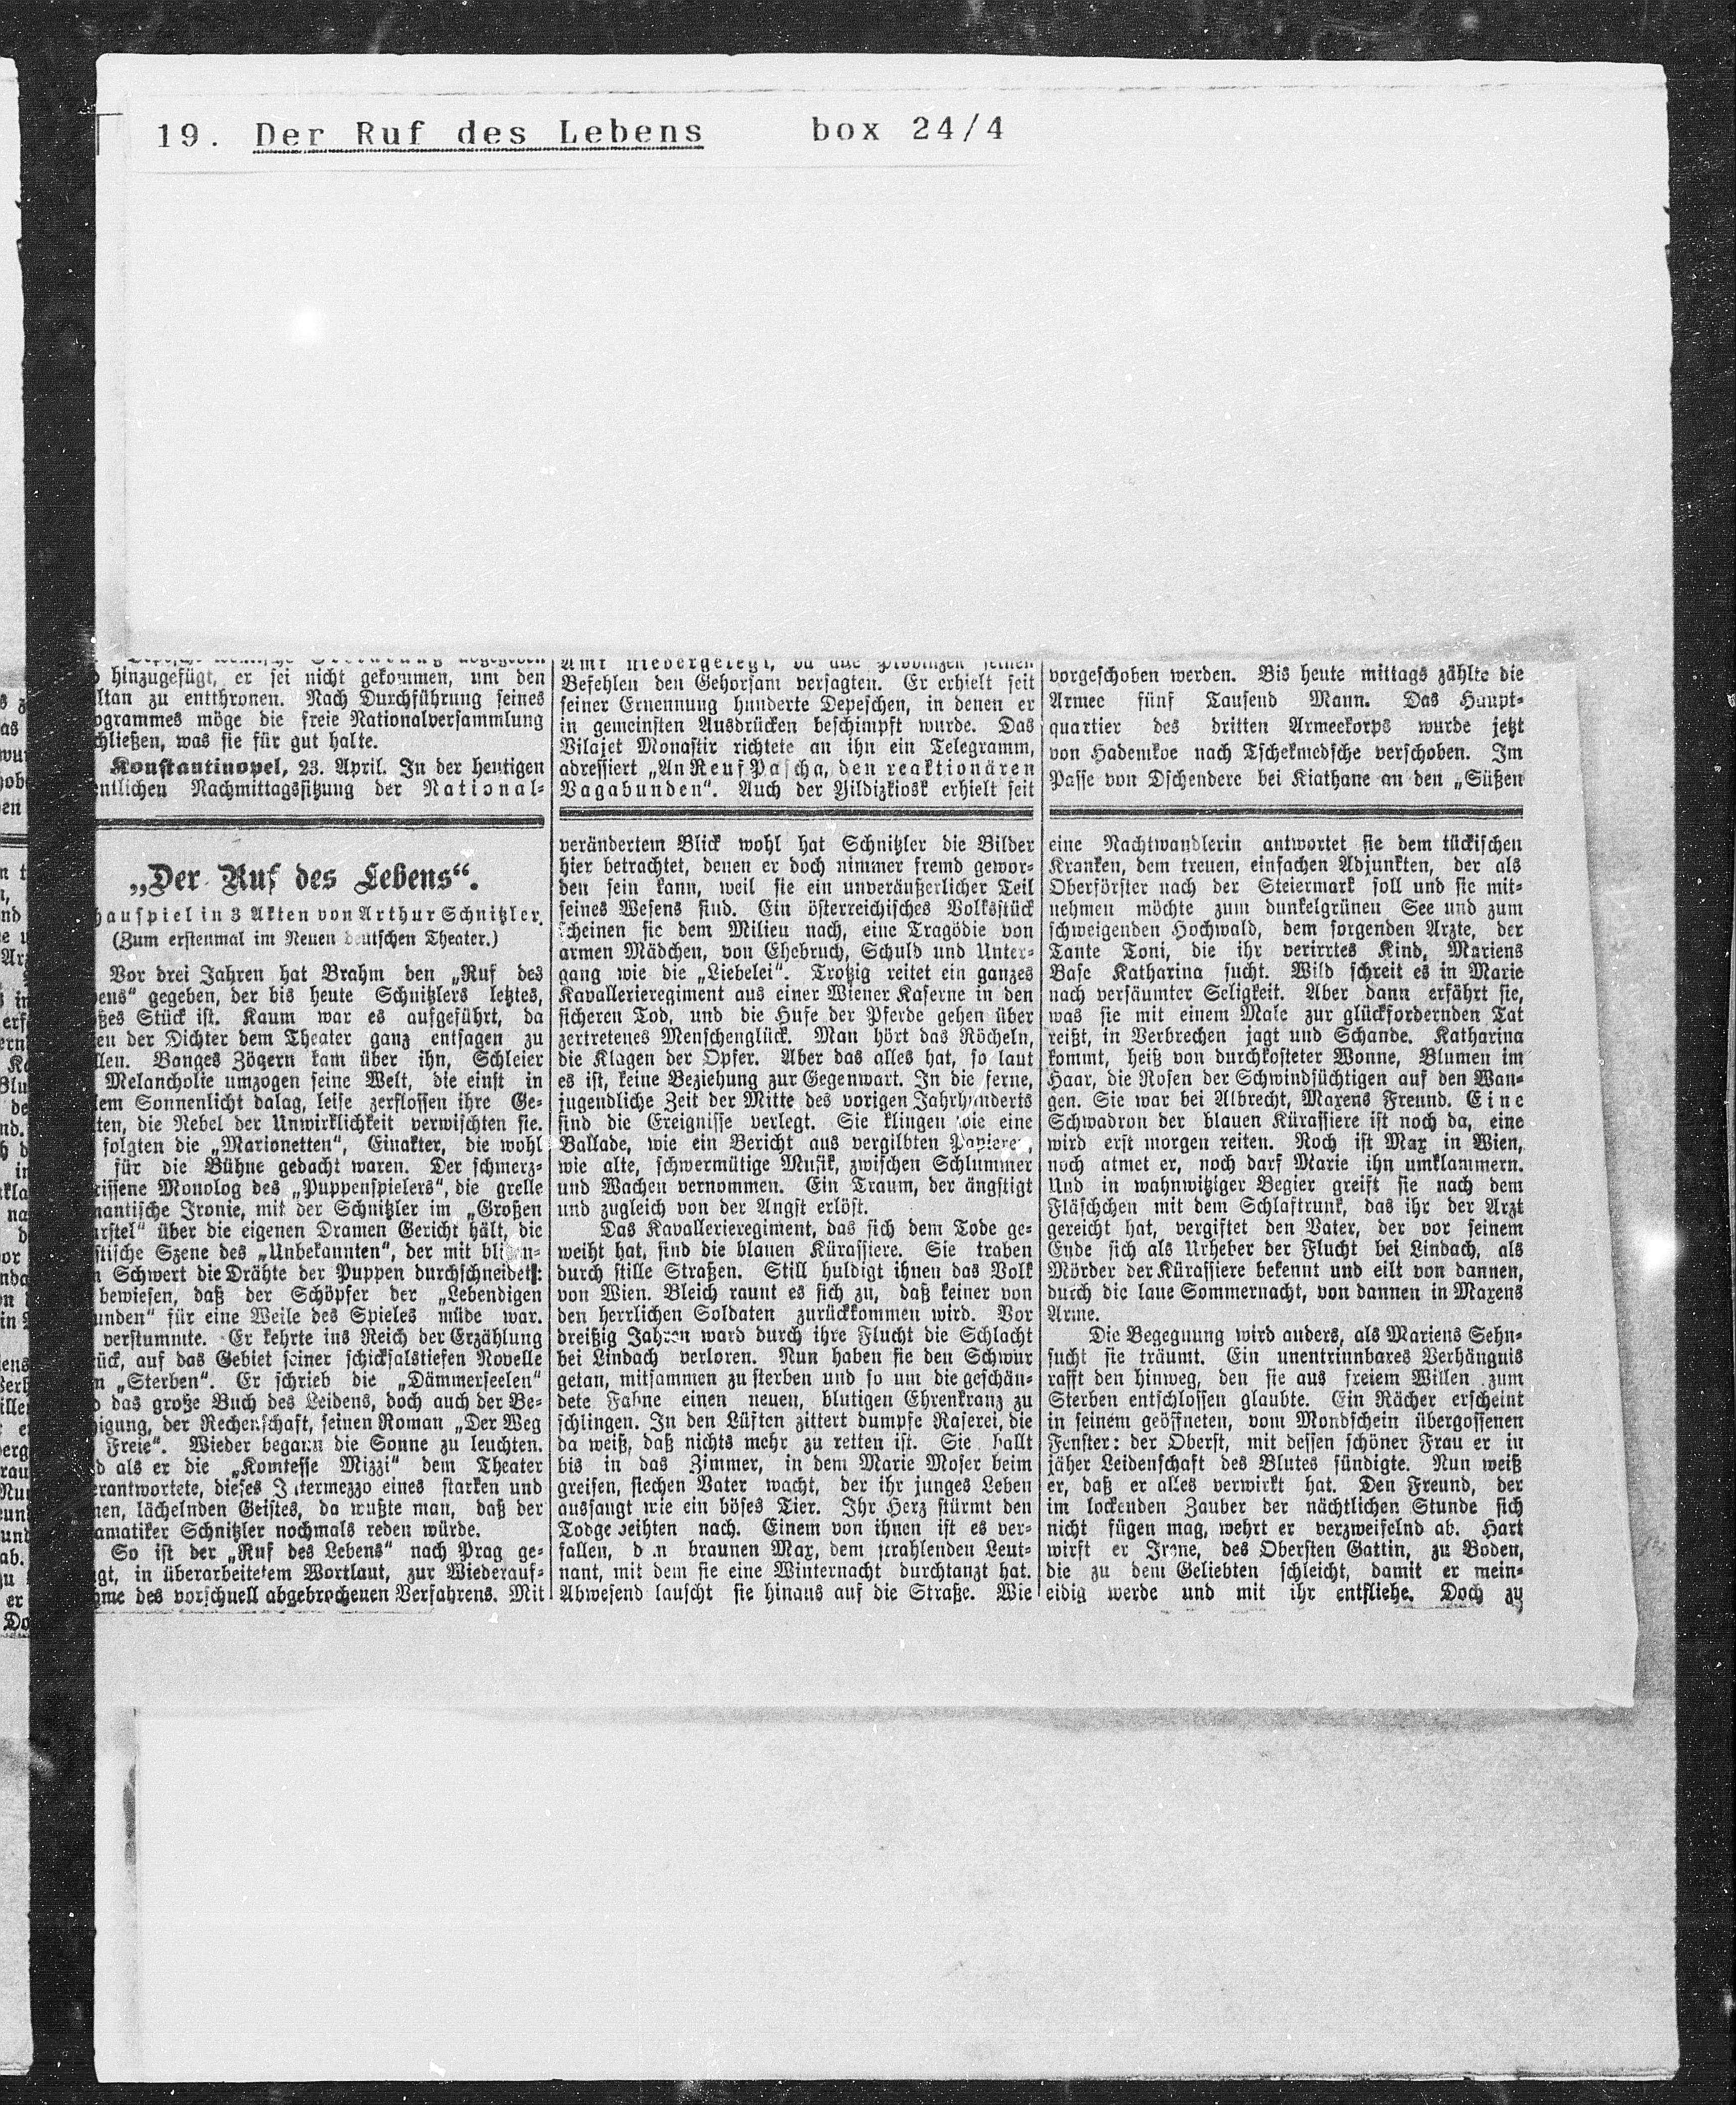 19. Der Ruf des Lebens box 24/4
hinzugefügt, er sei nicht gekommen, um den
ltan zu entthronen. Nach Durchführung seines
ogrammes möge die freie Nationalversammlung
chließen, was sie für gut halte.
Konstantinopel, 23. April. In der heutigen
entlichen Nachmittagssitzung der National-
„Der Ruf des Lebens“.
hauspiel in 3 Akten von Arthur Schnitzler.
(Zum erstenmal im Neuen deutschen Theater.)
Vor drei Jahren hat Brahm den „Ruf des
bens“ gegeben, der bis heute Schnitzlers letztes,
oßes Stück ist. Kaum war es aufgeführt, da
en der Dichter dem Theater ganz entsagen zu
llen. Banges Zögern kam über ihn, Schleier
Melancholie umzogen seine Welt, die einst in
lem Sonnenlicht dalag, leise zerflossen ihre Ge-
lten, die Nebel der Unwirklichkeit verwischten sie.
folgten die „Marionetten“, Einakter, die wohl
für die Bühne gedacht waren. Der schmerz-
rissene Monolog des „Puppenspielers“, die grelle
mantische Ironie, mit der Schnitzler im „Großen
urstel“ über die eigenen Dramen Gericht hält, die
stische Szene des „Unbekannten“, der mit
n Schwert die Drähte der Puppen durchschneidet:
bewiesen, daß der Schöpfer der „Lebendigen
unden“ für eine Weile des Spieles müde war.
verstummte. Er kehrte ins Reich der Erzählung
rück, auf das Gebiet seiner schicksalstiefen Novelle
n „Sterben“. Er schrieb die „Dämmerseelen“
d das große Buch des Leidens, doch auch der Be-
higung, der Rechenschaft, seinen Roman „Der Weg
Freie“. Wieder begann die Sonne zu leuchten.
d als er die „Komtesse Mizzi“ dem Theater
erantwortete, dieses Intermezzo eines starken und
nen, lächelnden Geistes, da wußte man, daß der
amatiker Schnitzler nochmals reden würde.
So ist der „Ruf des Lebens“ nach Prag ge-
gt, in überarbeitetem Wortlaut, zur Wiederauf-
hme des vorschnell abgebrochenen Verfahrens. Mit
Amt niedergelegt, da alle Provinzen seinen
Befehlen den Gehorsam versagten. Er erhielt seit
seiner Ernennung hunderte Depeschen, in denen er
in gemeinsten Ausdrücken beschimpft wurde. Das
Vilajet Monastir richtete an ihn ein Telegramm,
adressiert „An Reuf Pascha, den reaktionären
Vagabunden“. Auch der Yildizkiosk erhielt seit
verändertem Blick wohl hat Schnitzler die Bilder
hier betrachtet, denen er doch nimmer fremd gewor-
den sein kann, weil sie ein unveräußerlicher Teil
seines Wesens sind. Ein österreichisches Volksstück
scheinen sie dem Milieu nach, eine Tragödie von
armen Mädchen, von Ehebruch, Schuld und Unter-
gang wie die „Liebelei“. Trotzig reitet ein ganzes
Kavallerieregiment aus einer Wiener Kaserne in den
sicheren Tod, und die Hufe der Pferde gehen über
zertretenes Menschenglück. Man hört das Röcheln,
die Klagen der Opfer. Aber das alles hat, so laut
es ist, keine Beziehung zur Gegenwart. In die ferne,
jugendliche Zeit der Mitte des vorigen Jahrhunderts
sind die Ereignisse verlegt. Sie klingen wie eine
Ballade, wie ein Bericht aus vergilbten Papieren,
wie alte, schwermütige Musik, zwischen Schlummer
und Wachen vernommen. Ein Traum, der ängstigt
und zugleich von der Angst erlöst.
Das Kavallerieregiment, das sich dem Tode ge-
weiht hat, sind die blauen Kürassiere. Sie traben
durch stille Straßen. Still huldigt ihnen das Volk
von Wien. Bleich raunt es sich zu, daß keiner von
den herrlichen Soldaten zurückkommen wird. Vor
dreißig Jahren ward durch ihre Flucht die Schlacht
bei Lindach verloren. Nun haben sie den Schwur
getan, mitsammen zu sterben und so um die geschän-
dete Fahne einen neuen, blutigen Ehrenkranz zu
schlingen. In den Lüften zittert dumpfe Raserei, die
da weiß, daß nichts mehr zu retten ist. Sie hallt
bis in das Zimmer, in dem Marie Moser beim
greisen, siechen Vater wacht, der ihr junges Leben
aussaugt wie ein böses Tier. Ihr Herz stürmt den
Todgeweihten nach. Einem von ihnen ist es ver-
fallen, den braunen Max, dem strahlenden Leut-
nant, mit dem sie eine Winternacht durchtanzt hat.
Abwesend lauscht sie hinaus auf die Straße. Wie
vorgeschoben werden. Bis heute mittags zählte die
Armee fünf Tausend Mann. Das Haupt-
quartier des dritten Armeekorps wurde jetzt
von Hademkoe nach Tschekmedsche verschoben. Im
Passe von Dschendere bei Kiathane an den „Süßen
eine Nachtwandlerin antwortet sie dem tückischen
Kranken, dem treuen, einfachen Adjunkten, der als
Oberförster nach der Steiermark soll und sie mit-
nehmen möchte zum dunkelgrünen See und zum
schweigenden Hochwald, dem sorgenden Arzte, der
Tante Toni, die ihr verirrtes Kind, Mariens
Base Katharina sucht. Wild schreit es in Marie
nach versäumter Seligkeit. Aber dann erfährt sie,
was sie mit einem Male zur glückfordernden Tat
reißt, in Verbrechen jagt und Schande. Katharina
kommt, heiß von durchkosteter Wonne, Blumen im
Haar, die Rosen der Schwindsüchtigen auf den Wan-
gen. Sie war bei Albrecht, Maxens Freund. Eine
Schwadron der blauen Kürassiere ist noch da, eine
wird erst morgen reiten. Noch ist Max in Wien,
noch atmet er, noch darf Marie ihn umklammern.
Und in wahnwitziger Begier greift sie nach dem
Fläschchen mit dem Schlaftrunk, das ihr der Arzt
gereicht hat, vergiftet den Vater, der vor seinem
Ende sich als Urheber der Flucht bei Lindach, als
Mörder der Kürassiere bekennt und eilt von dannen,
durch die laue Sommernacht, von dannen in Maxens
Arme.
Die Begegnung wird anders, als Mariens Sehn-
sucht sie träumt. Ein unentrinnbares Verhängnis
rafft den hinweg, den sie aus freiem Willen zum
Sterben entschlossen glaubte. Ein Rächer erscheint
in seinem geöffneten, vom Mondschein übergossenen
Fenster: der Oberst, mit dessen schöner Frau er in
jäher Leidenschaft des Blutes sündigte. Nun weiß
er, daß er alles verwirkt hat. Den Freund, der
im lockenden Zauber der nächtlichen Stunde sich
nicht fügen mag, wehrt er verzweifelnd ab. Hart
wirft er Irene, des Obersten Gattin, zu Boden,
die zu dem Geliebten schleicht, damit er mein-
eidig werde und mit ihr entfliehe. Doch zu